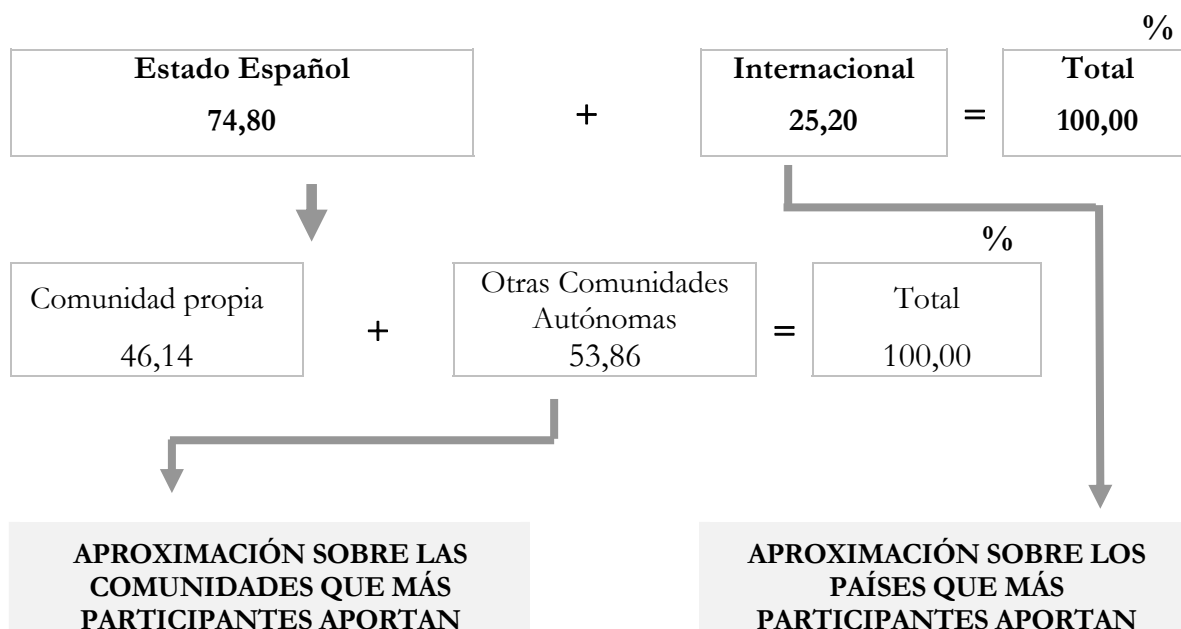 %
Estado Español
74,80
+
Internacional
25,20
=
Total
100,00
%
Comunidad propia
46,14
+
Otras Comunidades
Autónomas
53,86
=
Total
100,00
APROXIMACIÓN SOBRE LAS
COMUNIDADES QUE MÁS
PARTICIPANTES APORTAN
APROXIMACIÓN SOBRE LOS
PAÍSES QUE MÁS
PARTICIPANTES APORTAN